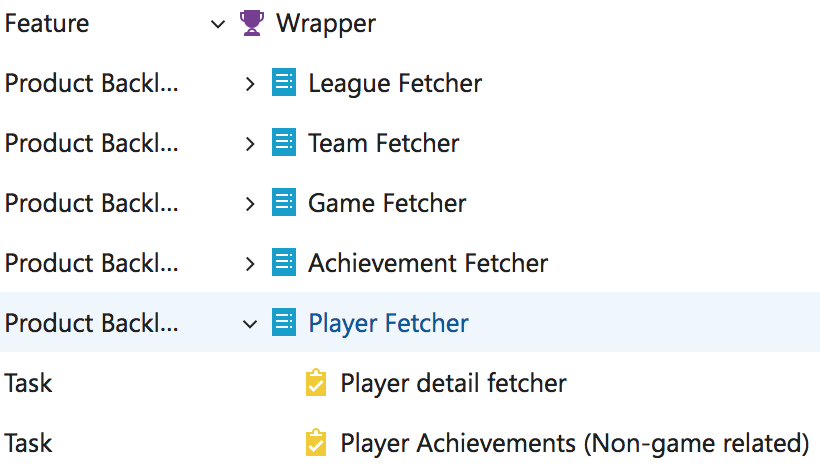 Feature Wrapper
Product Backl... League Fetcher
Product Backl... Team Fetcher
Product Backl... Game Fetcher
Product Backl... Achievement Fetcher
Product Backl... Player Fetcher
Task Player detail fetcher
Task Player Achievements (Non-game related)